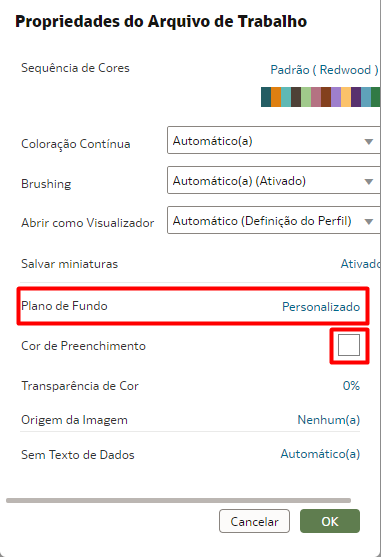 Propriedades do Arquivo de Trabalho
Sequência de Cores Padrão ( Redwood )
Coloração Contínua Automático(a)
Brushing Automático(a) (Ativado)
Abrir como Visualizador Automático (Definição do Perfil)
Salvar miniaturas Ativado
Plano de Fundo Personalizado
Cor de Preenchimento
Transparência de Cor 0%
Origem da Imagem Nenhum(a)
Sem Texto de Dados Automático(a)
Cancelar OK